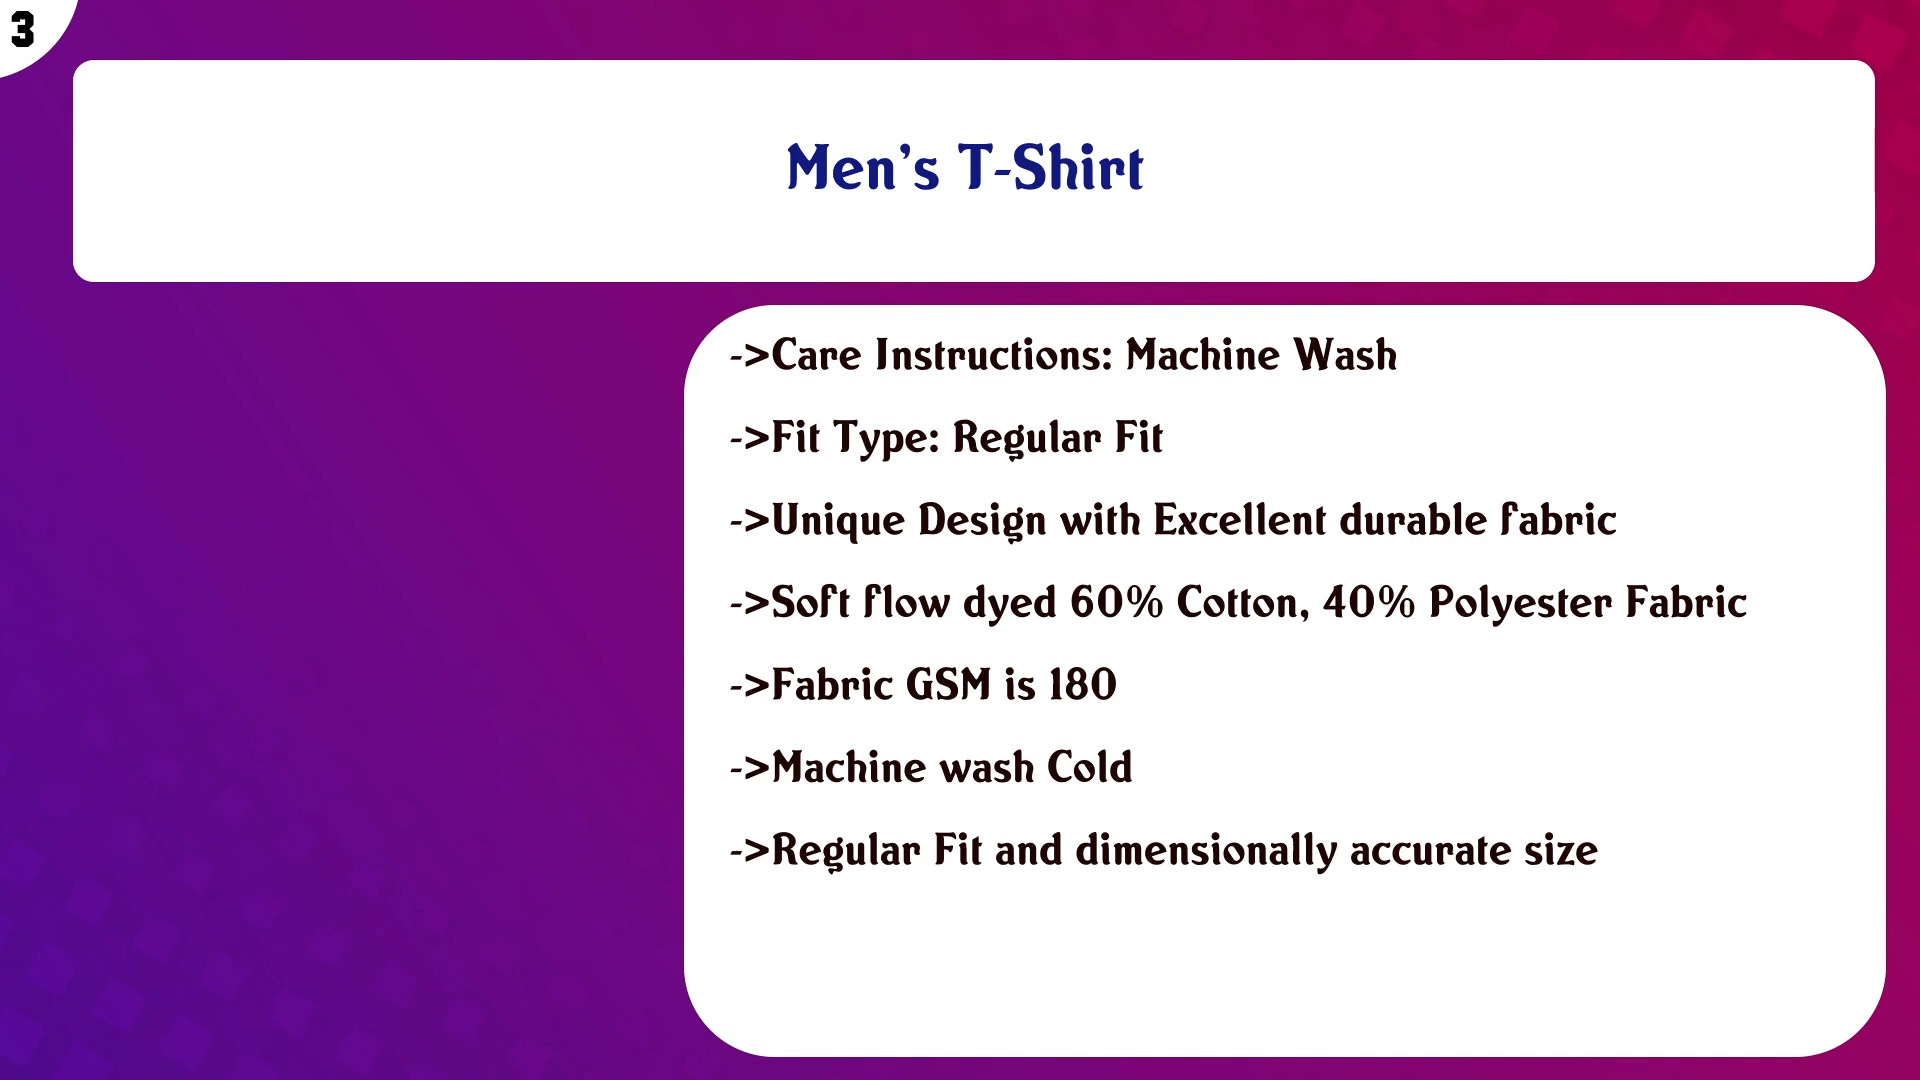 3
Men's T-Shirt
->Care Instructions: Machine Wash
->Fit Type: Regular Fit
->Unique Design with Excellent durable fabric
->Soft flow dyed 60% Cotton, 40% Polyester Fabric
->Fabric GSM is 180
->Machine wash Cold
->Regular Fit and dimensionally accurate size